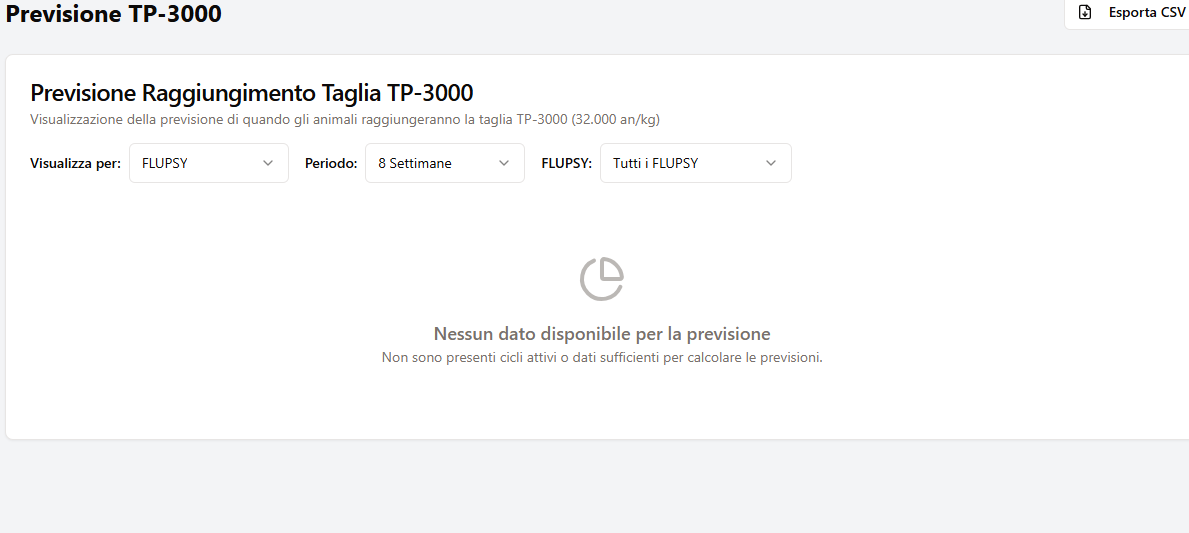 Previsione TP-3000
Esporta CSV
Previsione Raggiungimento Taglia TP-3000
Visualizzazione della previsione di quando gli animali raggiungeranno la taglia TP-3000 (32.000 an/kg)
Visualizza per: FLUPSY Periodo: 8 Settimane FLUPSY: Tutti i FLUPSY
Nessun dato disponibile per la previsione
Non sono presenti cicli attivi o dati sufficienti per calcolare le previsioni.